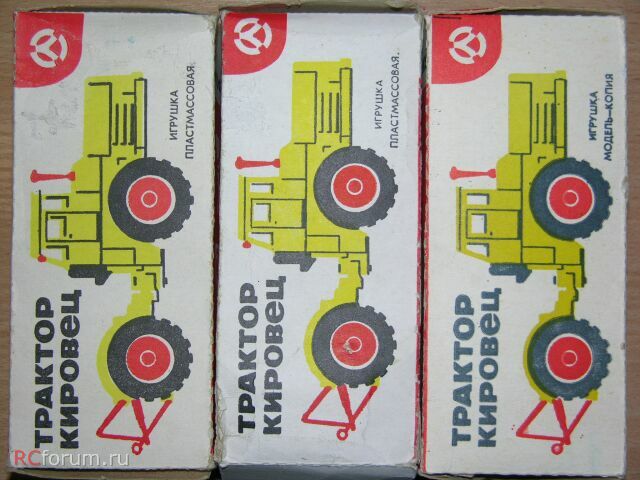 ТРАКТОР
КИРОВЕЦ
ИГРУШКА
ПЛАСТМАССОВАЯ
ТРАКТОР
КИРОВЕЦ
ИГРУШКА
ПЛАСТМАССОВАЯ
ТРАКТОР
КИРОВЕЦ
ИГРУШКА
МОДЕЛЬ-КОПИЯ
RCforum.ru